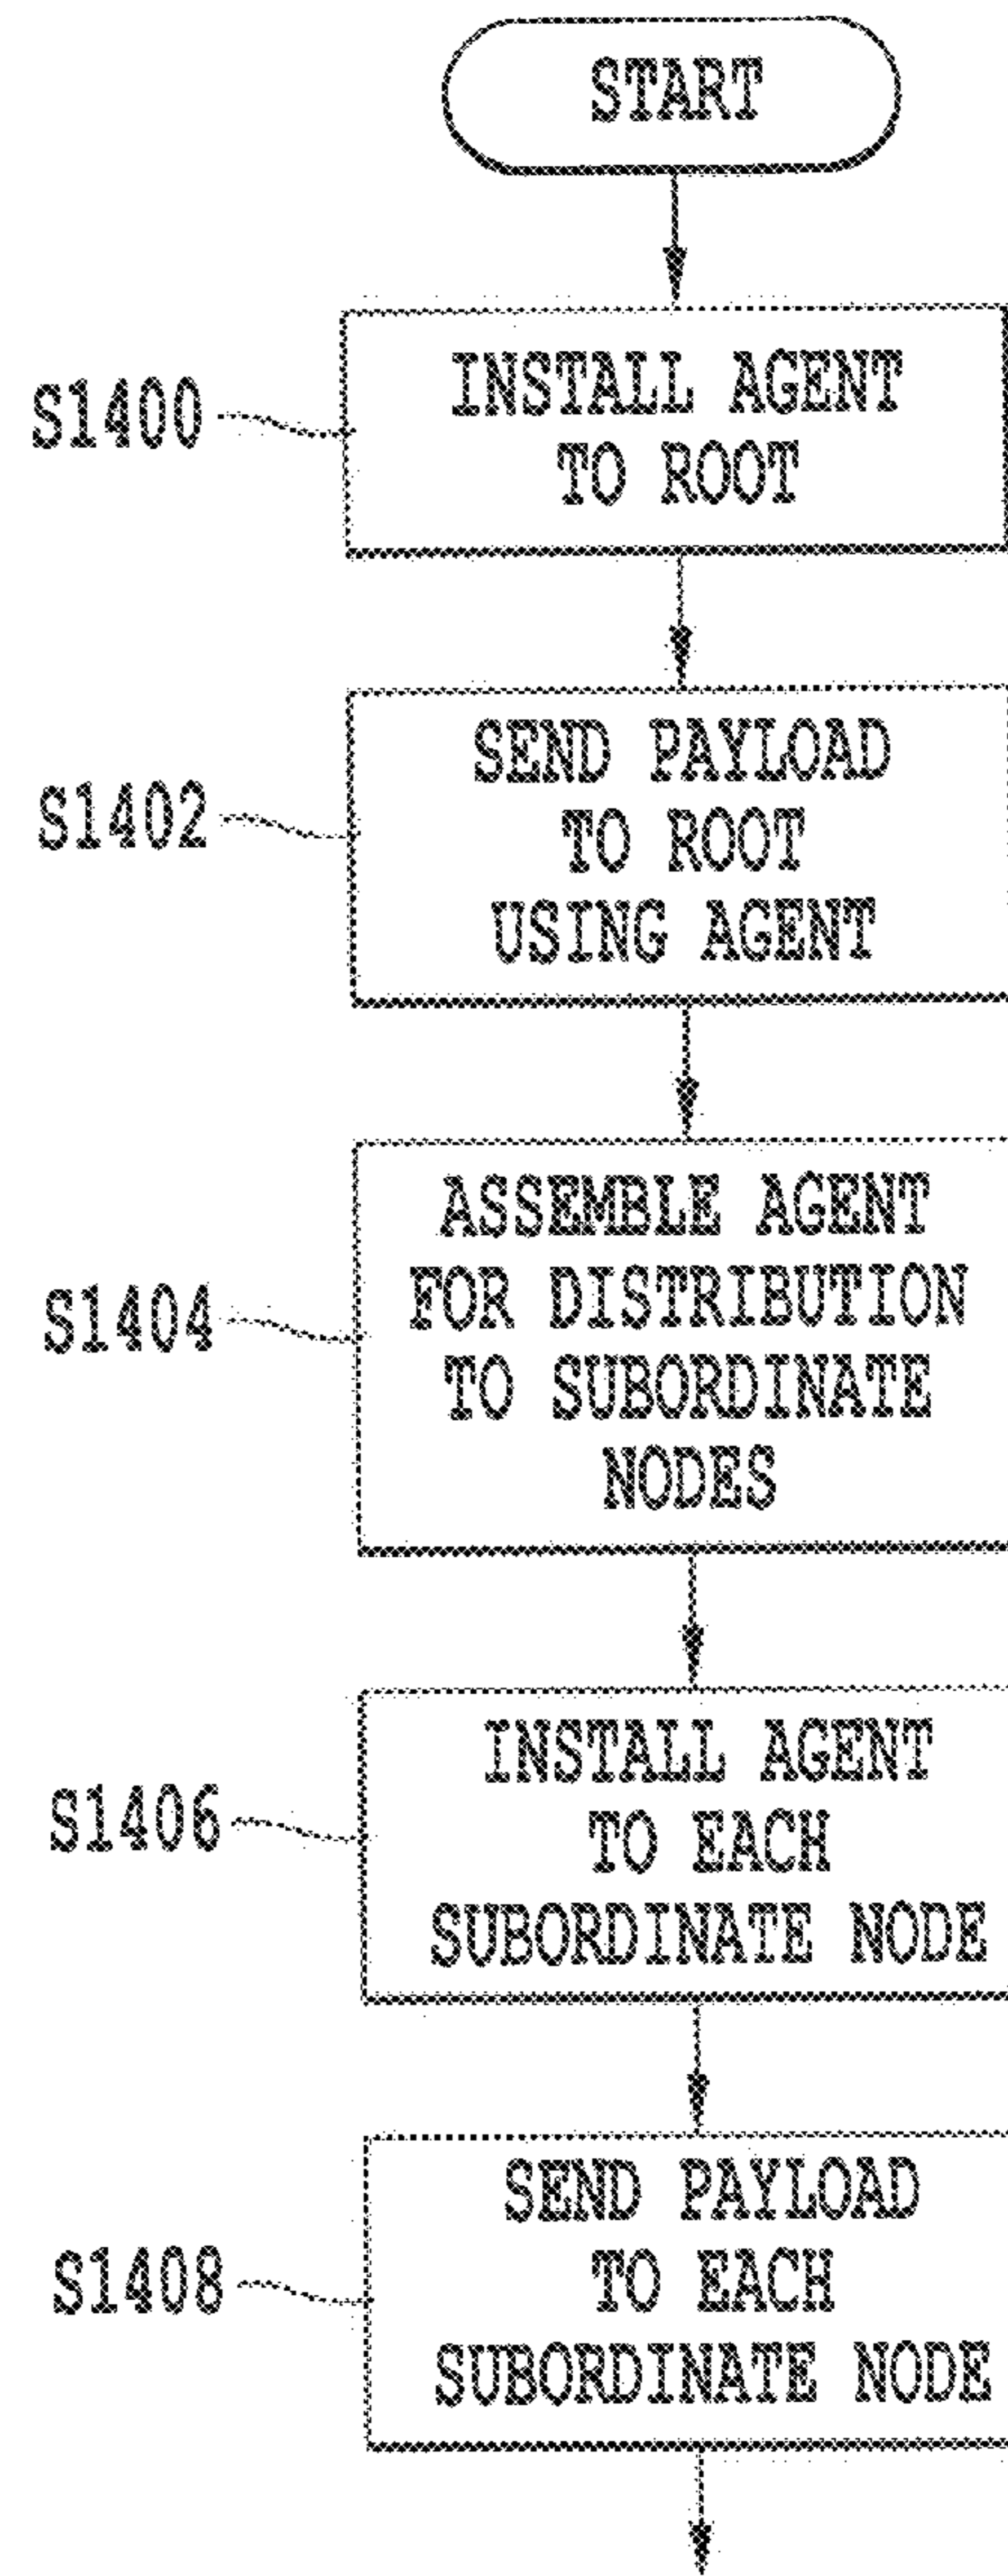 START
S1400
INSTALL AGENT
TO ROOT
S1402
SEND PAYLOAD
TO ROOT
USING AGENT
S1404
ASSEMBLE AGENT
FOR DISTRIBUTION
TO SUBORDINATE
NODES
S1406
INSTALL AGENT
TO EACH
SUBORDINATE NODE
S1408
SEND PAYLOAD
TO EACH
SUBORDINATE NODE